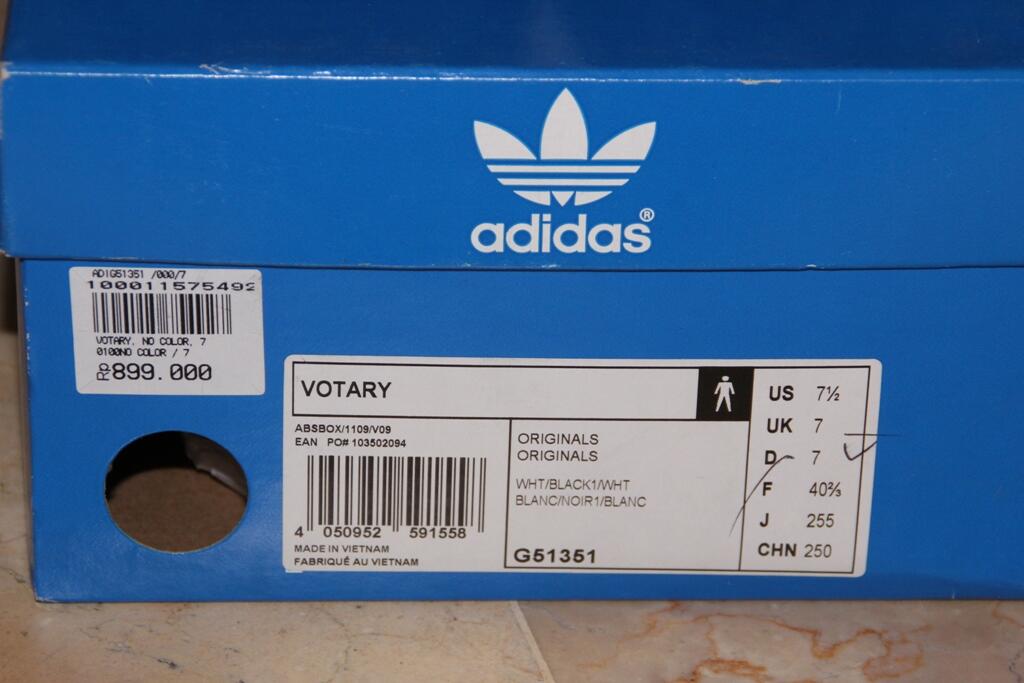 adidas®
ADIG51351 /000/7
100011575492
VOTARY, NO COLOR, 7
0100NO COLOR / 7
Rp 899.000
VOTARY
ABSBOX/1109/V09
EAN PO# 103502094
4 050952 591558
MADE IN VIETNAM
FABRIQUÉ AU VIETNAM
ORIGINALS
ORIGINALS
WHT/BLACK1/WHT
BLANC/NOIR1/BLANC
G51351
US 7½
UK 7
D 7
F 40⅔
J 255
CHN 250